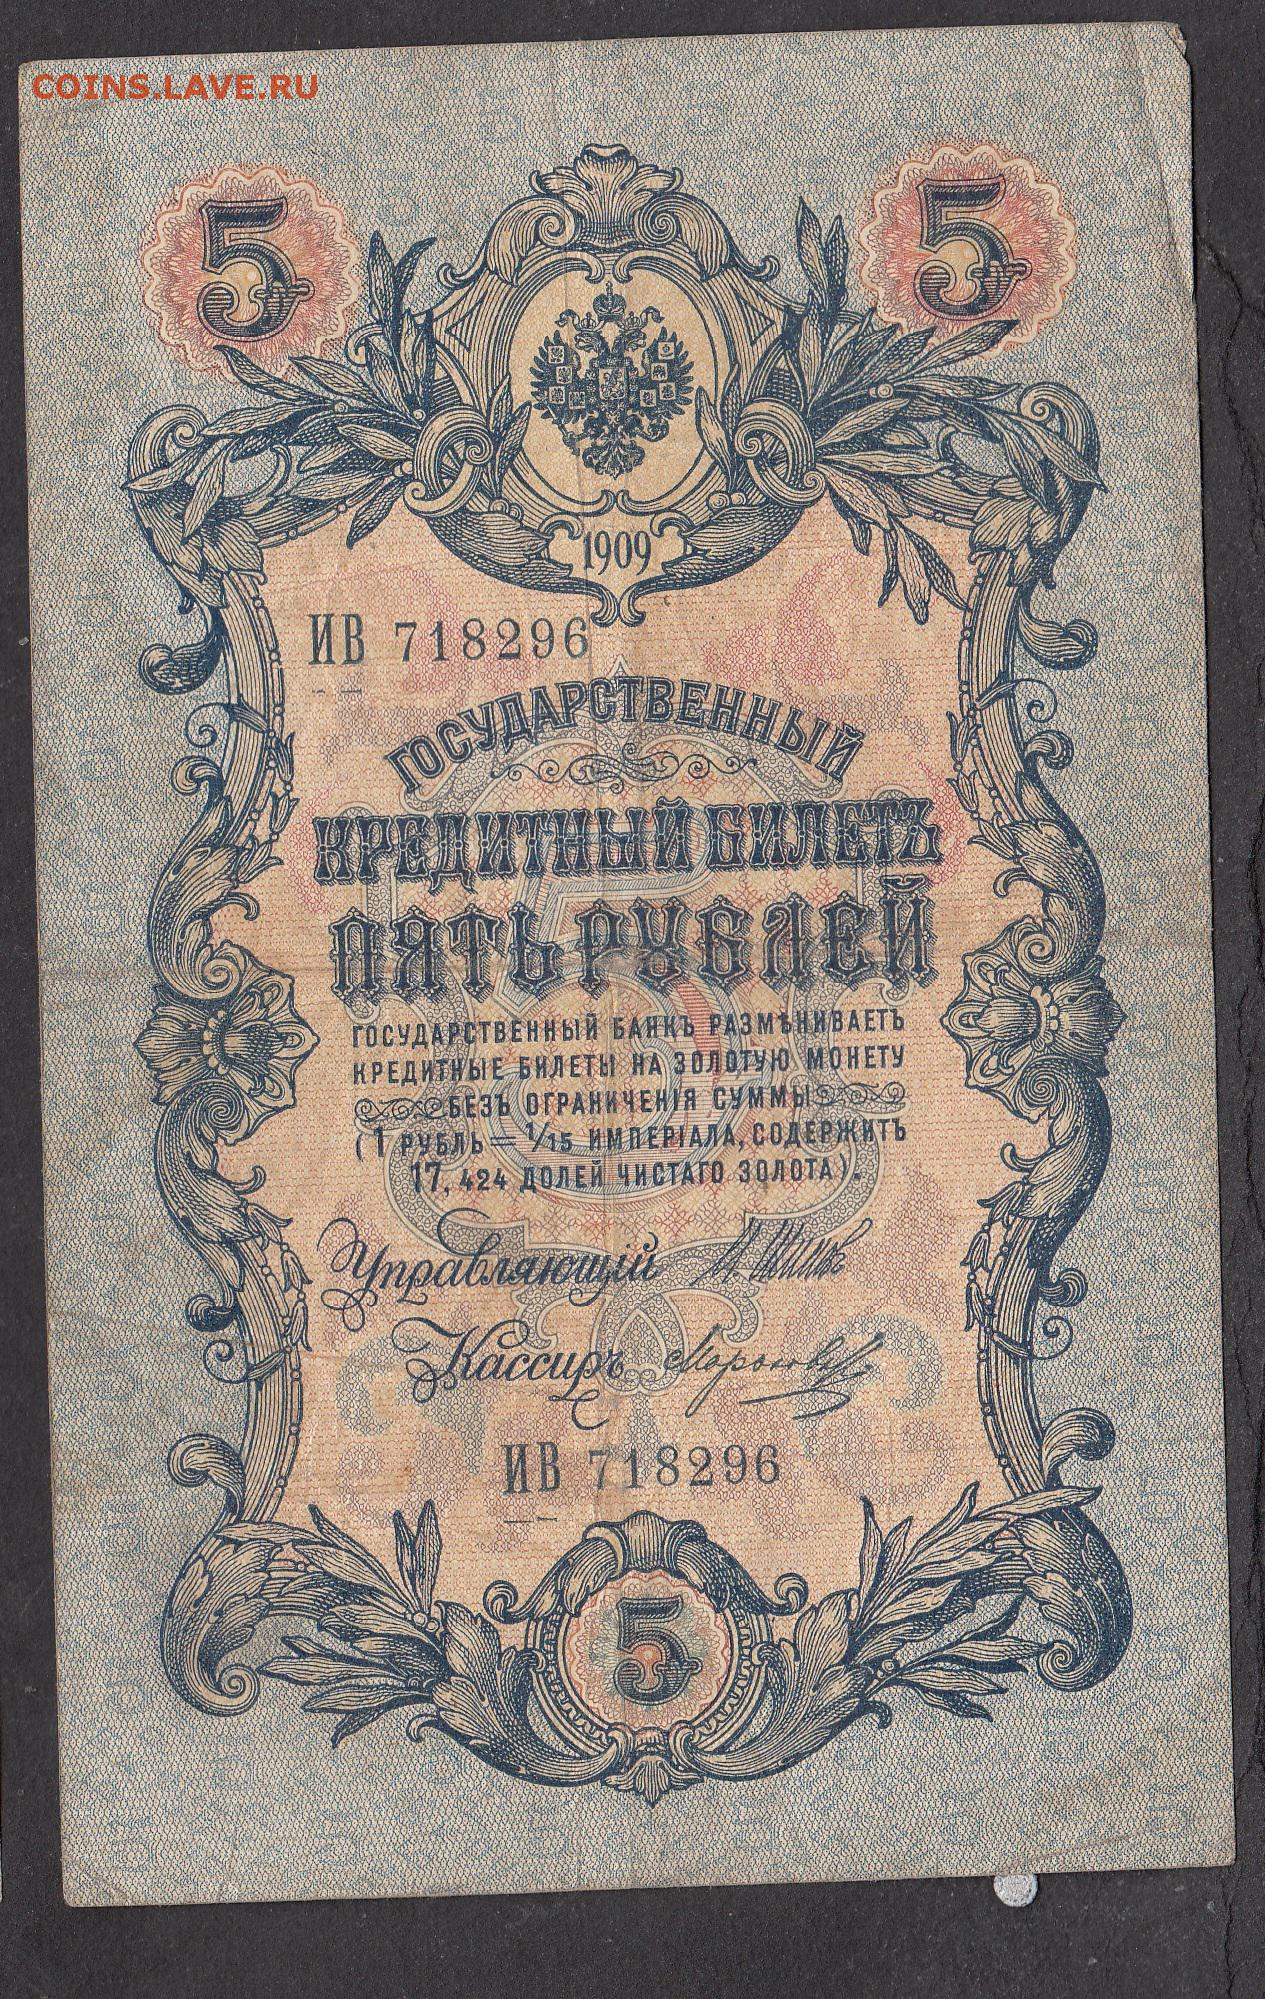 COINS.LAVE.RU
5 5
1909
ИВ 718296
ГОСУДАРСТВЕННЫЙ
КРЕДИТНЫЙ БИЛЕТЪ
ПЯТЬ РУБЛЕЙ
ГОСУДАРСТВЕННЫЙ БАНКЪ РАЗМѢНИВАЕТЪ
КРЕДИТНЫЕ БИЛЕТЫ НА ЗОЛОТУЮ МОНЕТУ
БЕЗЪ ОГРАНИЧЕНІЯ СУММЫ
(1 РУБЛЬ = 1/15 ИМПЕРІАЛА, СОДЕРЖИТЪ
17,424 ДОЛЕЙ ЧИСТАГО ЗОЛОТА).
Управляющій
Кассиръ
ИВ 718296
5